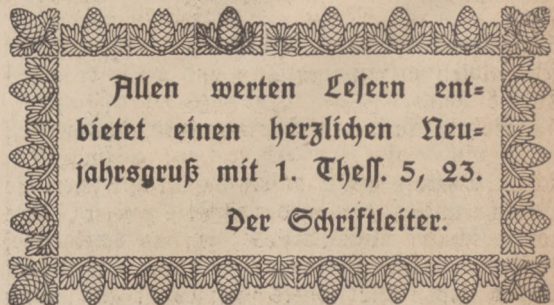 Allen werten Lesern ent=
bietet einen herzlichen Neu=
jahrsgruß mit 1. Thess. 5, 23.
Der Schriftleiter.